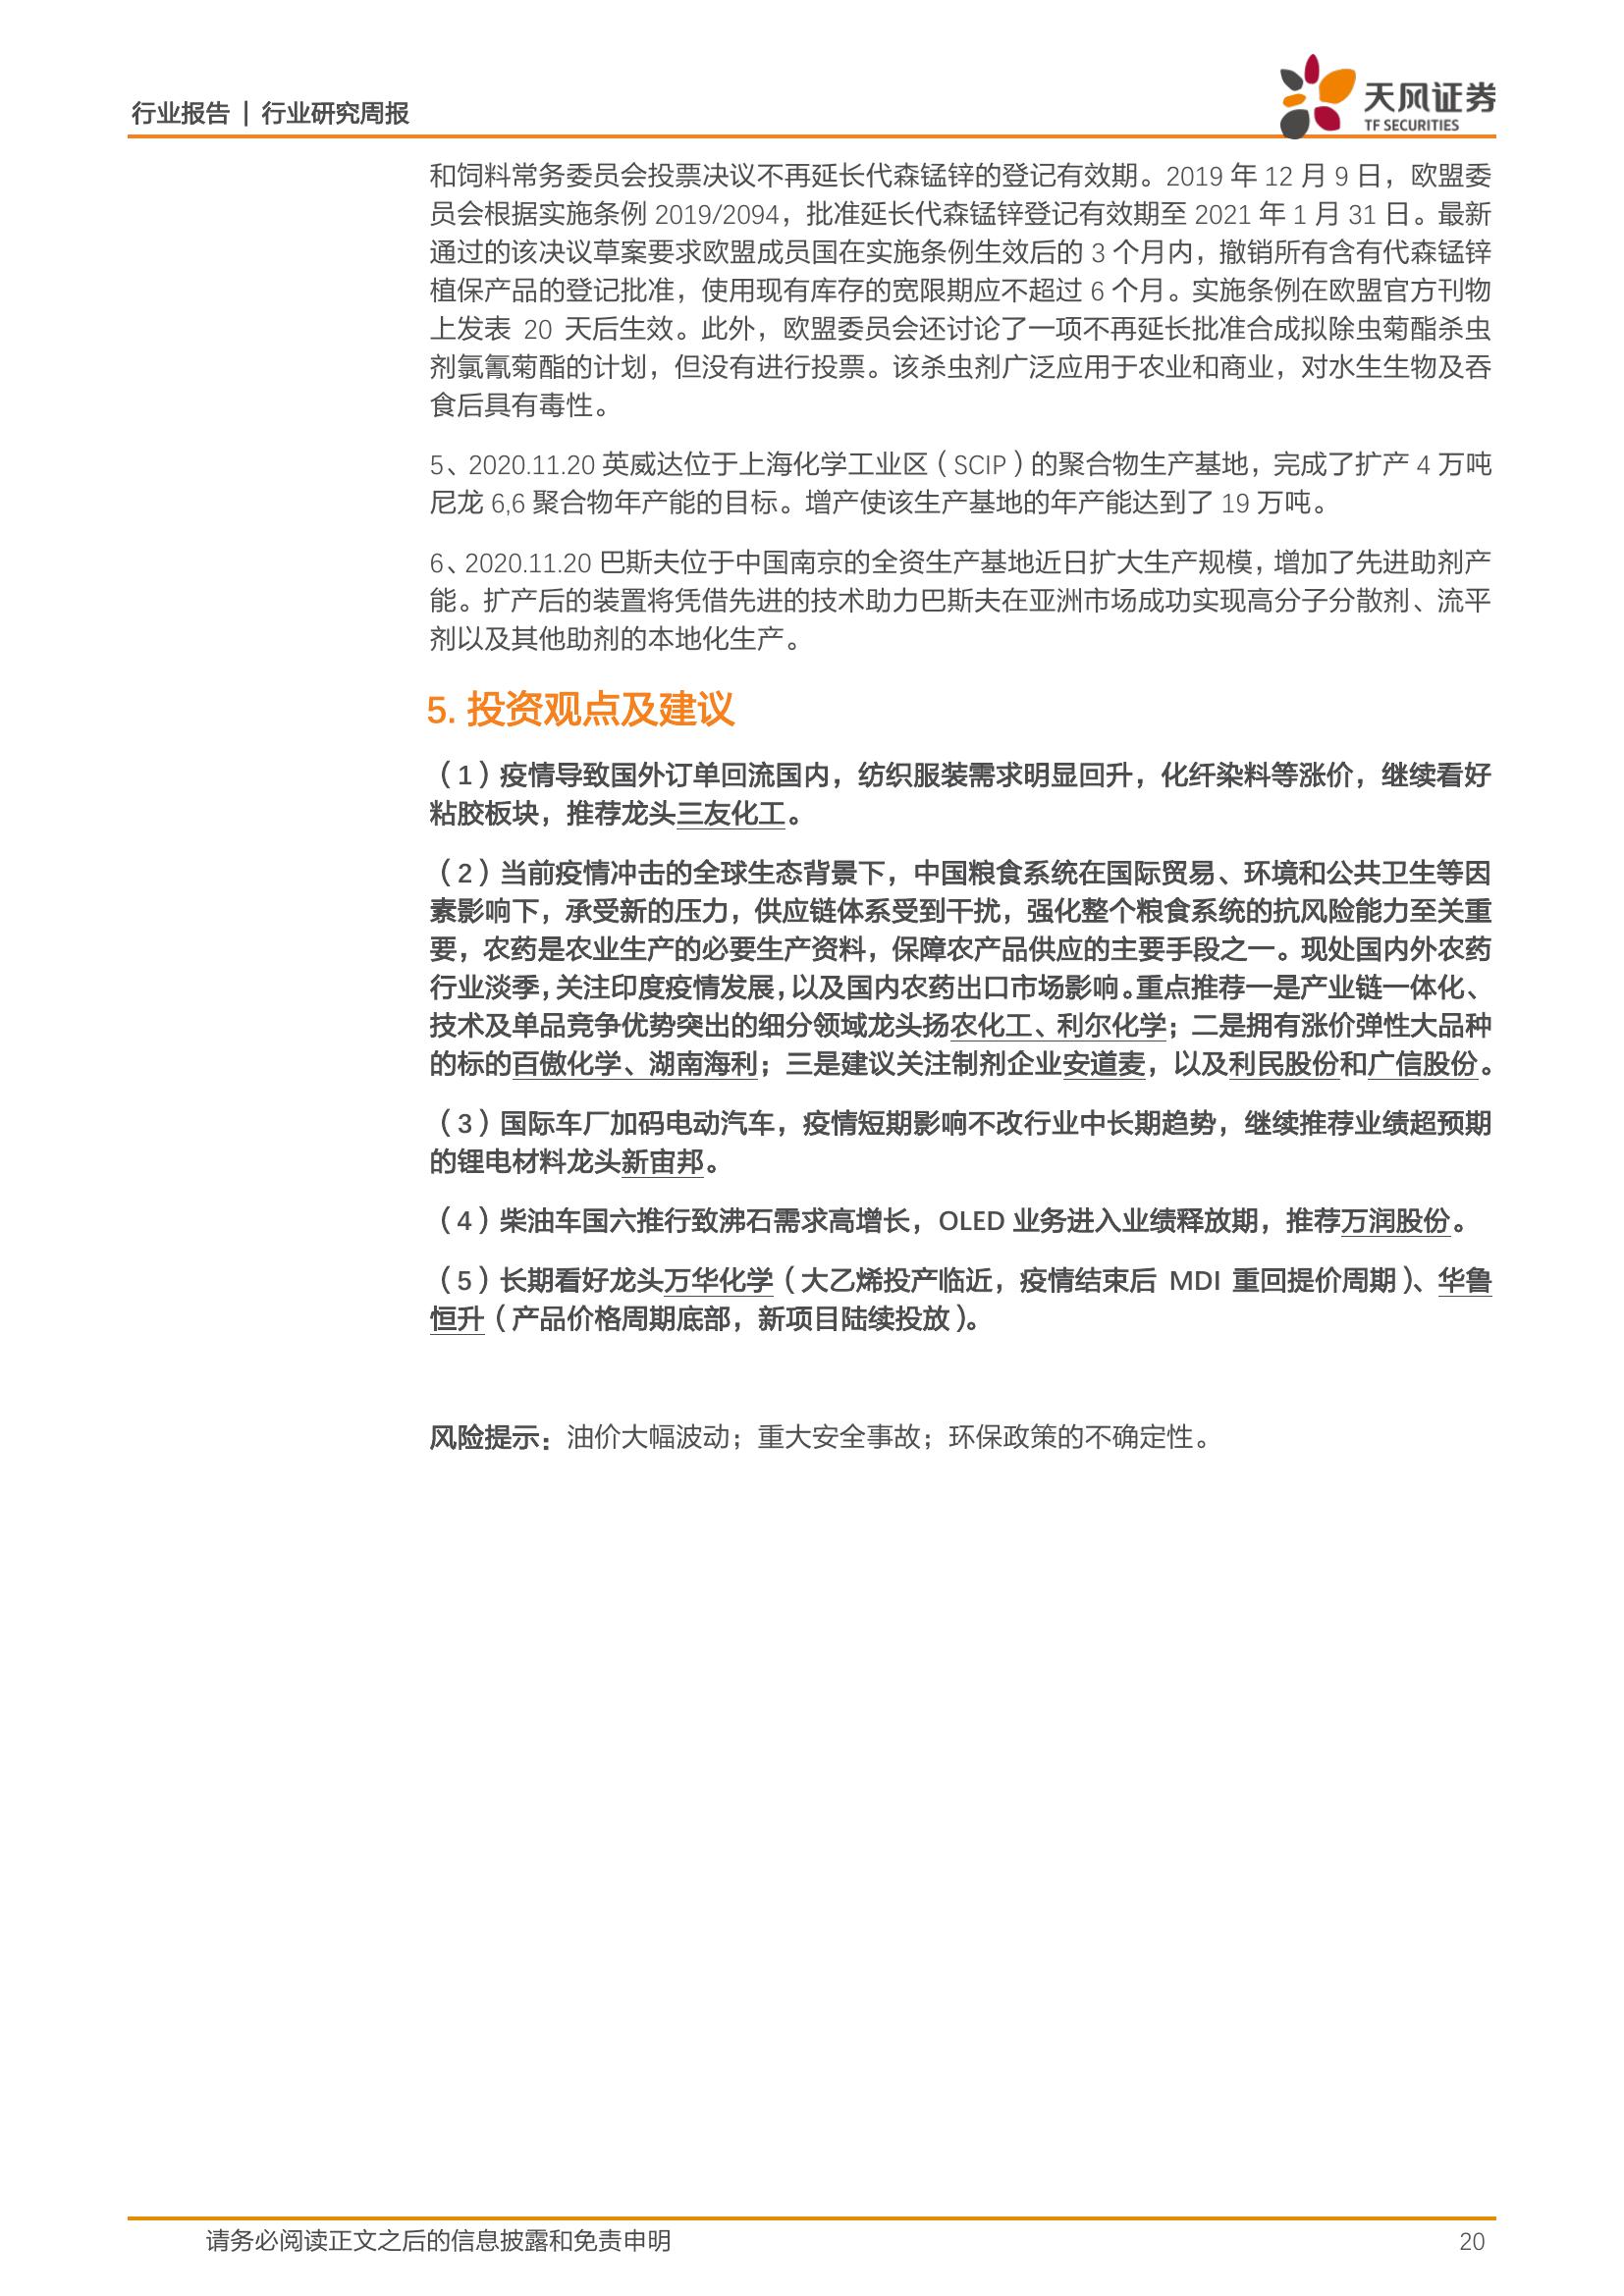 行业报告 | 行业研究周报
天风证券
TF SECURITIES
和饲料常务委员会投票决议不再延长代森锰锌的登记有效期。2019 年 12 月 9 日，欧盟委
员会根据实施条例 2019/2094，批准延长代森锰锌登记有效期至 2021 年 1 月 31 日。最新
通过的该决议草案要求欧盟成员国在实施条例生效后的 3 个月内，撤销所有含有代森锰锌
植保产品的登记批准，使用现有库存的宽限期应不超过 6 个月。实施条例在欧盟官方刊物
上发表 20 天后生效。此外，欧盟委员会还讨论了一项不再延长批准合成拟除虫菊酯杀虫
剂氯氰菊酯的计划，但没有进行投票。该杀虫剂广泛应用于农业和商业，对水生生物及吞
食后具有毒性。
5、2020.11.20 英威达位于上海化学工业区（SCIP）的聚合物生产基地，完成了扩产 4 万吨
尼龙 6,6 聚合物年产能的目标。增产使该生产基地的年产能达到了 19 万吨。
6、2020.11.20 巴斯夫位于中国南京的全资生产基地近日扩大生产规模，增加了先进助剂产
能。扩产后的装置将凭借先进的技术助力巴斯夫在亚洲市场成功实现高分子分散剂、流平
剂以及其他助剂的本地化生产。
5. 投资观点及建议
（1）疫情导致国外订单回流国内，纺织服装需求明显回升，化纤染料等涨价，继续看好
粘胶板块，推荐龙头三友化工。
（2）当前疫情冲击的全球生态背景下，中国粮食系统在国际贸易、环境和公共卫生等因
素影响下，承受新的压力，供应链体系受到干扰，强化整个粮食系统的抗风险能力至关重
要，农药是农业生产的必要生产资料，保障农产品供应的主要手段之一。现处国内外农药
行业淡季，关注印度疫情发展，以及国内农药出口市场影响。重点推荐一是产业链一体化、
技术及单品竞争优势突出的细分领域龙头扬农化工、利尔化学；二是拥有涨价弹性大品种
的标的百傲化学、湖南海利；三是建议关注制剂企业安道麦，以及利民股份和广信股份。
（3）国际车厂加码电动汽车，疫情短期影响不改行业中长期趋势，继续推荐业绩超预期
的锂电材料龙头新宙邦。
（4）柴油车国六推行致沸石需求高增长，OLED 业务进入业绩释放期，推荐万润股份。
（5）长期看好龙头万华化学（大乙烯投产临近，疫情结束后 MDI 重回提价周期）、华鲁
恒升（产品价格周期底部，新项目陆续投放）。
风险提示：油价大幅波动；重大安全事故；环保政策的不确定性。
请务必阅读正文之后的信息披露和免责申明
20